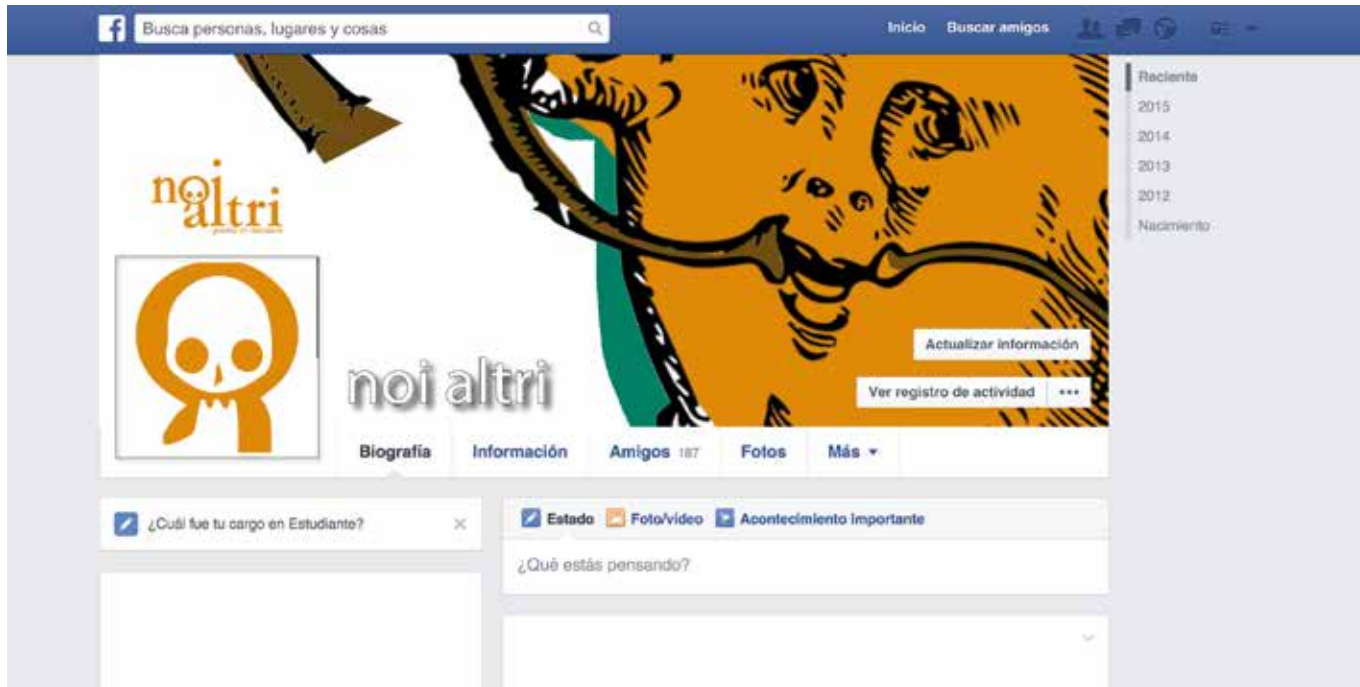 f
Busca personas, lugares y cosas
Inicio Buscar amigos
Reciente
2015
2014
2013
2012
Nacimiento
noi
altri
noi altri
Actualizar información
Ver registro de actividad ...
Biografía Información Amigos 187 Fotos Más
¿Cuál fue tu cargo en Estudiante?
Estado Foto/vídeo Acontecimiento importante
¿Qué estás pensando?